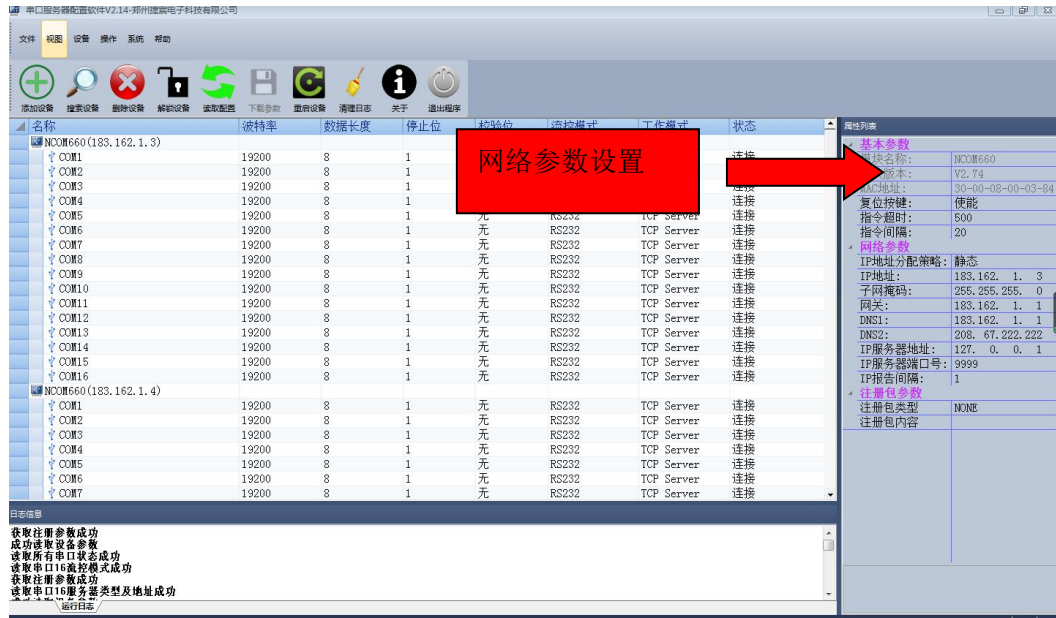 串口服务器配置软件V2.14-郑州捷宸电子科技有限公司
文件 视图 设备 操作 系统 帮助
添加设备 搜索设备 删除设备 解锁设备 读取配置 下载参数 重启设备 清理日志 关于 退出程序
名称 波特率 数据长度 停止位 校验位 流控模式 工作模式 状态
NCOM660(183.162.1.3)
COM1 19200 8 1 连接
COM2 19200 8 1
COM3 19200 8 1 连接
COM4 19200 8 1 连接
COM5 19200 8 1 无 RS232 TCP Server 连接
COM6 19200 8 1 无 RS232 TCP Server 连接
COM7 19200 8 1 无 RS232 TCP Server 连接
COM8 19200 8 1 无 RS232 TCP Server 连接
COM9 19200 8 1 无 RS232 TCP Server 连接
COM10 19200 8 1 无 RS232 TCP Server 连接
COM11 19200 8 1 无 RS232 TCP Server 连接
COM12 19200 8 1 无 RS232 TCP Server 连接
COM13 19200 8 1 无 RS232 TCP Server 连接
COM14 19200 8 1 无 RS232 TCP Server 连接
COM15 19200 8 1 无 RS232 TCP Server 连接
COM16 19200 8 1 无 RS232 TCP Server 连接
NCOM660(183.162.1.4)
COM1 19200 8 1 无 RS232 TCP Server 连接
COM2 19200 8 1 无 RS232 TCP Server 连接
COM3 19200 8 1 无 RS232 TCP Server 连接
COM4 19200 8 1 无 RS232 TCP Server 连接
COM5 19200 8 1 无 RS232 TCP Server 连接
COM6 19200 8 1 无 RS232 TCP Server 连接
COM7 19200 8 1 无 RS232 TCP Server 连接
网络参数设置
属性列表
基本参数
块名称: NCOM660
版本: V2.74
MAC地址: 30-00-08-00-03-84
复位按键: 使能
指令超时: 500
指令间隔: 20
网络参数
IP地址分配策略: 静态
IP地址: 183.162. 1. 3
子网掩码: 255.255.255. 0
网关: 183.162. 1. 1
DNS1: 183.162. 1. 1
DNS2: 208. 67.222.222
IP服务器地址: 127. 0. 0. 1
IP服务器端口号: 9999
IP报告间隔: 1
注册包参数
注册包类型 NONE
注册包内容
日志信息
获取注册参数成功
成功读取设备参数
读取所有串口状态成功
读取串口16流控模式成功
获取注册参数成功
读取串口16服务器类型及地址成功
运行日志